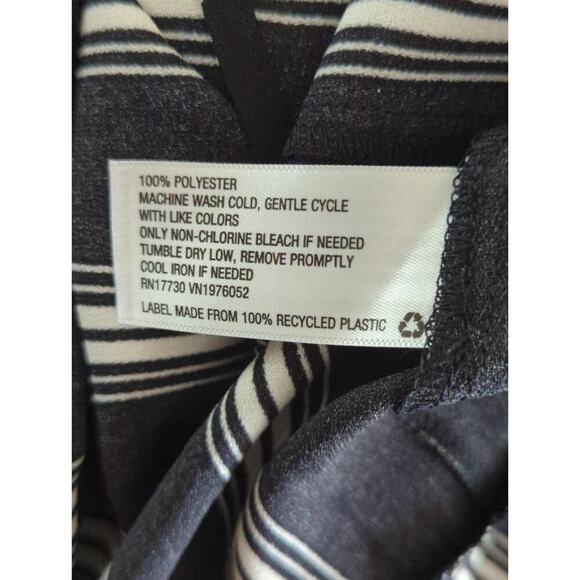 100% POLYESTER
MACHINE WASH COLD, GENTLE CYCLE
WITH LIKE COLORS
ONLY NON-CHLORINE BLEACH IF NEEDED
TUMBLE DRY LOW, REMOVE PROMPTLY
COOL IRON IF NEEDED
RN17730 VN1976052
LABEL MADE FROM 100% RECYCLED PLASTIC